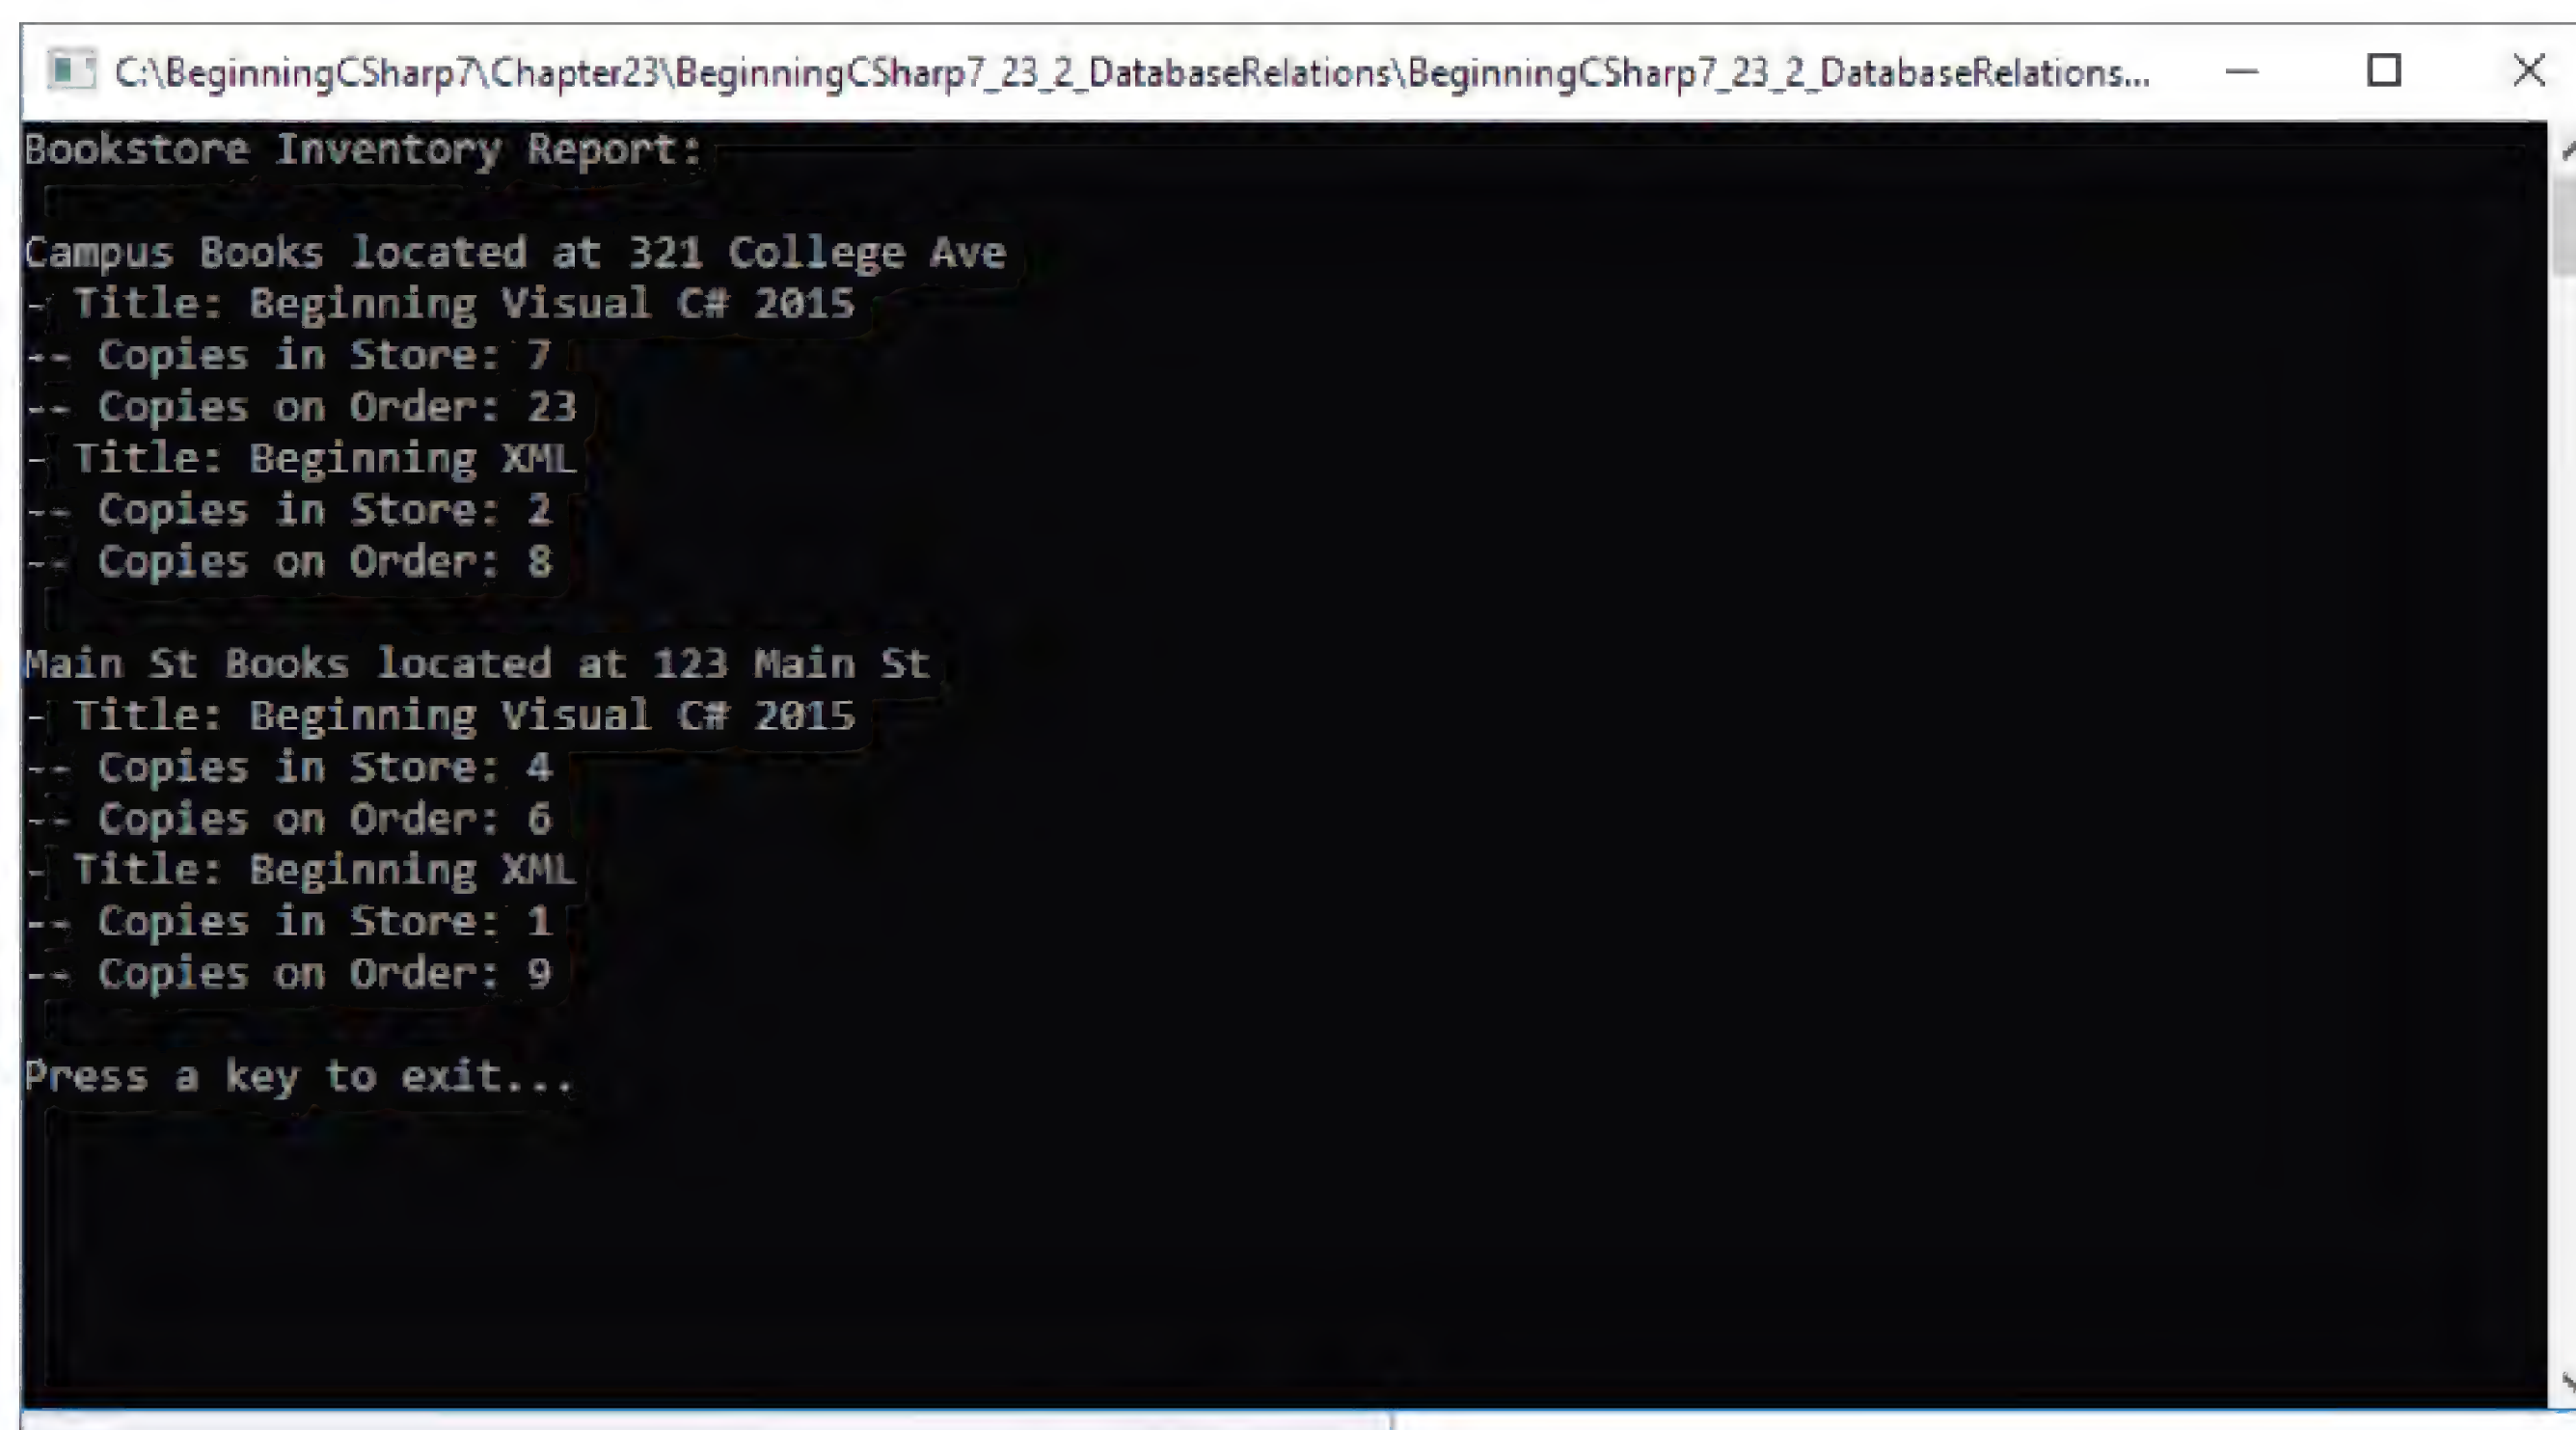 C:\BeginningCSharp7\Chapter23\BeginningCSharp7_23_2_DatabaseRelations\BeginningCSharp7_23_2_DatabaseRelations...
Bookstore Inventory Report:
Campus Books located at 321 College Ave
- Title: Beginning Visual C# 2015
-- Copies in Store: 7
-- Copies on Order: 23
- Title: Beginning XML
-- Copies in Store: 2
-- Copies on Order: 8
Main St Books located at 123 Main St
- Title: Beginning Visual C# 2015
-- Copies in Store: 4
-- Copies on Order: 6
- Title: Beginning XML
-- Copies in Store: 1
-- Copies on Order: 9
Press a key to exit...